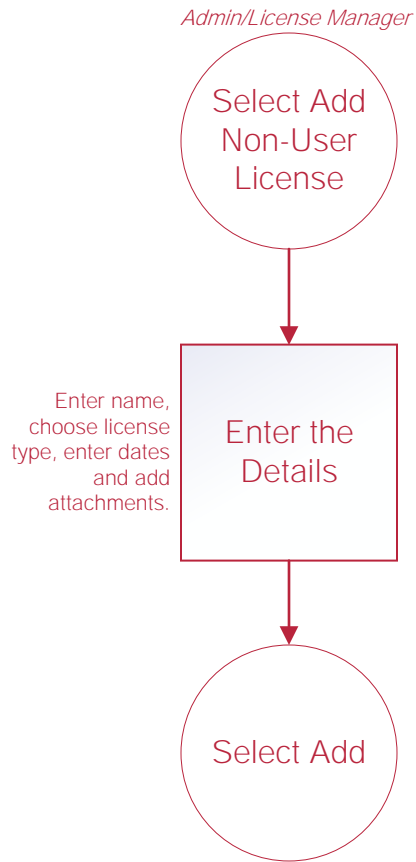 Admin/License Manager
Select Add
Non-User
License
Enter name,
choose license
type, enter dates
and add
attachments.
Enter the
Details
Select Add